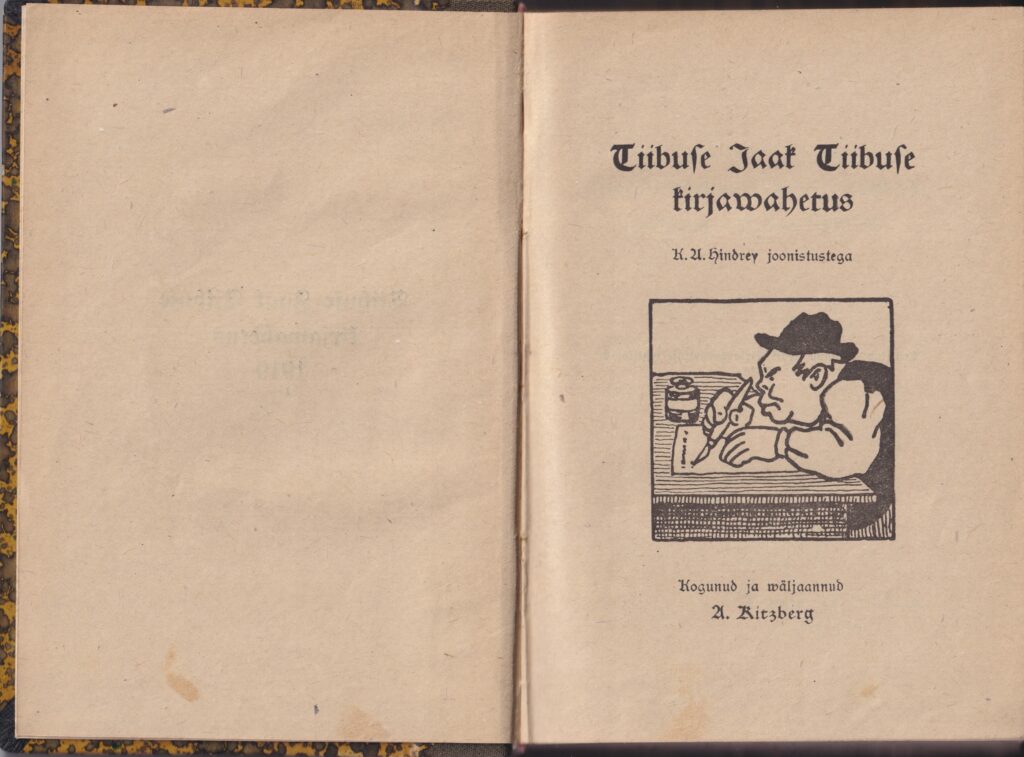 Tiibuse Jaak Tiibuse
kirjawahetus
K. A. Hindrey joonistustega
Kogunud ja wäljaannud
A. Kitzberg